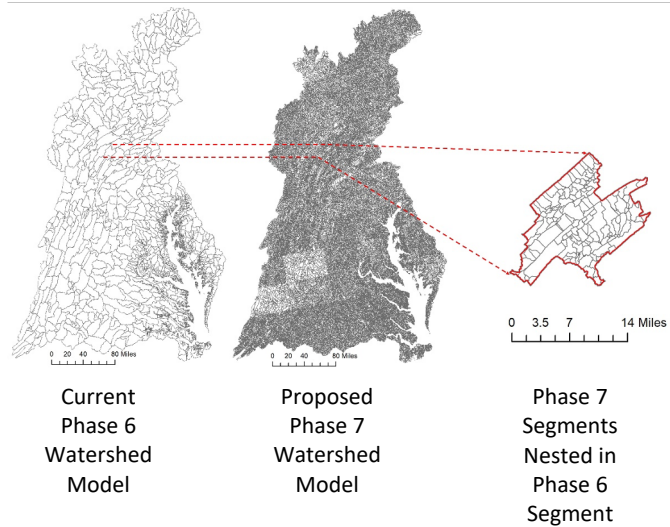 0 20 40 80 Miles
0 20 40 80 Miles
0 3.5 7 14 Miles
Current
Phase 6
Watershed
Model
Proposed
Phase 7
Watershed
Model
Phase 7
Segments
Nested in
Phase 6
Segment